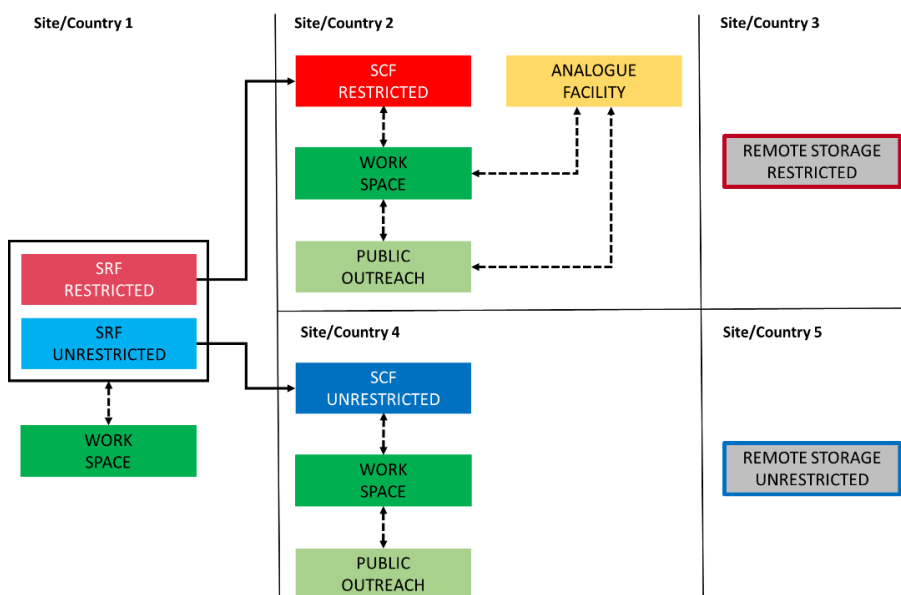 Site/Country 1
Site/Country 2
Site/Country 3
SCF
RESTRICTED
ANALOGUE
FACILITY
WORK
SPACE
REMOTE STORAGE
RESTRICTED
PUBLIC
OUTREACH
SRF
RESTRICTED
SRF
UNRESTRICTED
WORK
SPACE
Site/Country 4
Site/Country 5
SCF
UNRESTRICTED
WORK
SPACE
REMOTE STORAGE
UNRESTRICTED
PUBLIC
OUTREACH